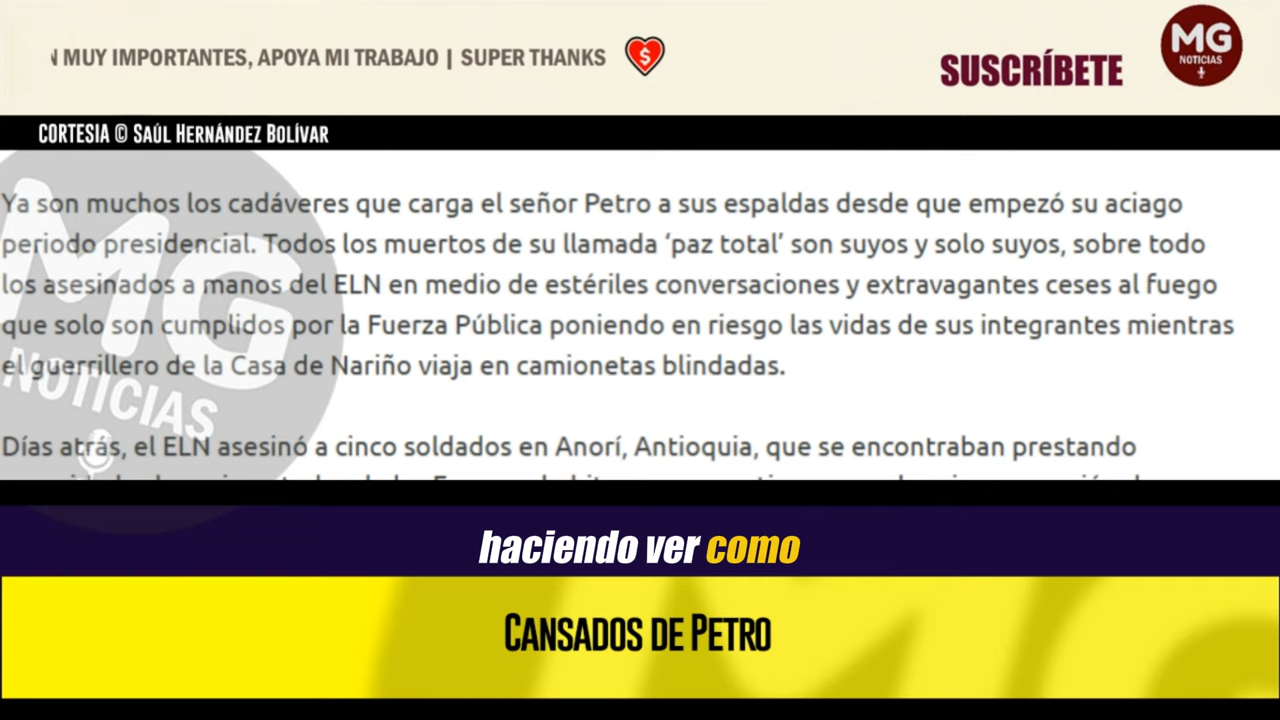 N MUY IMPORTANTES, APOYA MI TRABAJO | SUPER THANKS
SUSCRÍBETE
MG
NOTICIAS
CORTESIA © SAÚL HERNÁNDEZ BOLÍVAR
Ya son muchos los cadáveres que carga el señor Petro a sus espaldas desde que empezó su aciago
periodo presidencial. Todos los muertos de su llamada ‘paz total’ son suyos y solo suyos, sobre todo
los asesinados a manos del ELN en medio de estériles conversaciones y extravagantes ceses al fuego
que solo son cumplidos por la Fuerza Pública poniendo en riesgo las vidas de sus integrantes mientras
el guerrillero de la Casa de Nariño viaja en camionetas blindadas.
Días atrás, el ELN asesinó a cinco soldados en Anorí, Antioquia, que se encontraban prestando
MG
NOTICIAS
haciendo ver como
CANSADOS DE PETRO